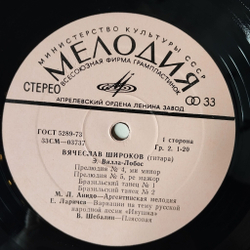 МИНИСТЕРСТВО КУЛЬТУРЫ СССР
МЕЛОДИЯ
ВСЕСОЮЗНАЯ ФИРМА ГРАМПЛАСТИНОК
СТЕРЕО
33
АПРЕЛЕВСКИЙ ОРДЕНА ЛЕНИНА ЗАВОД
ГОСТ 5289-73
33СМ—03737
1 сторона
Гр. 2. 1-20
ВЯЧЕСЛАВ ШИРОКОВ (гитара)
Э. Вилла-Лобос
Прелюдия № 4, ми минор
Прелюдия № 5, ре мажор
Бразильский танец № 1
Бразильский танец № 2
М. Л. Анидо—Аргентинская мелодия
Е. Ларичев—Вариации на тему русской
народной песни «Ивушка»
В. Шебалин—Плясовая